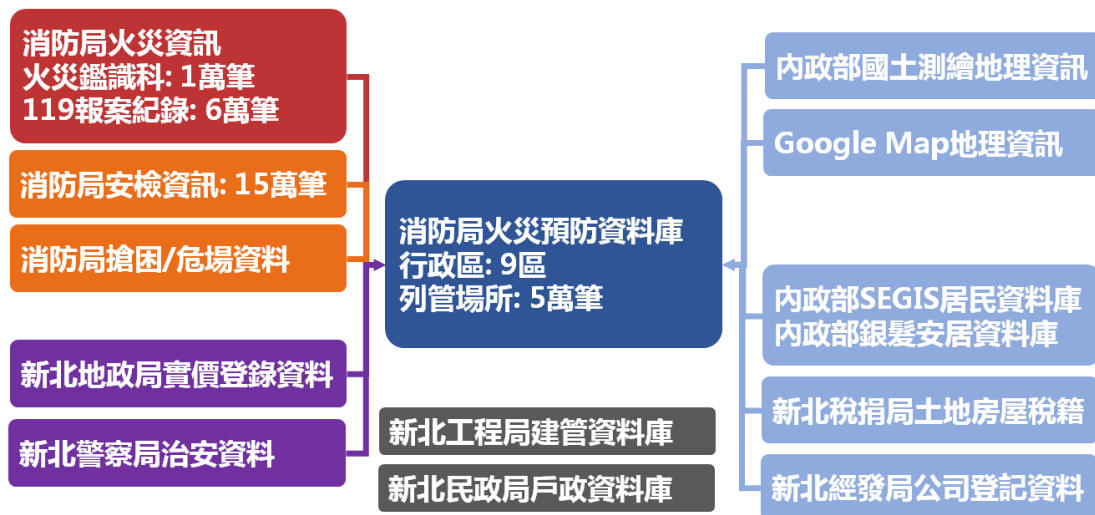 消防局火災資訊
火災鑑識科: 1萬筆
119報案紀錄: 6萬筆
消防局安檢資訊: 15萬筆
消防局搶困/危場資料
新北地政局實價登錄資料
新北警察局治安資料
消防局火災預防資料庫
行政區: 9區
列管場所: 5萬筆
新北工程局建管資料庫
新北民政局戶政資料庫
內政部國土測繪地理資訊
Google Map地理資訊
內政部SEGIS居民資料庫
內政部銀髮安居資料庫
新北稅捐局土地房屋稅籍
新北經發局公司登記資料